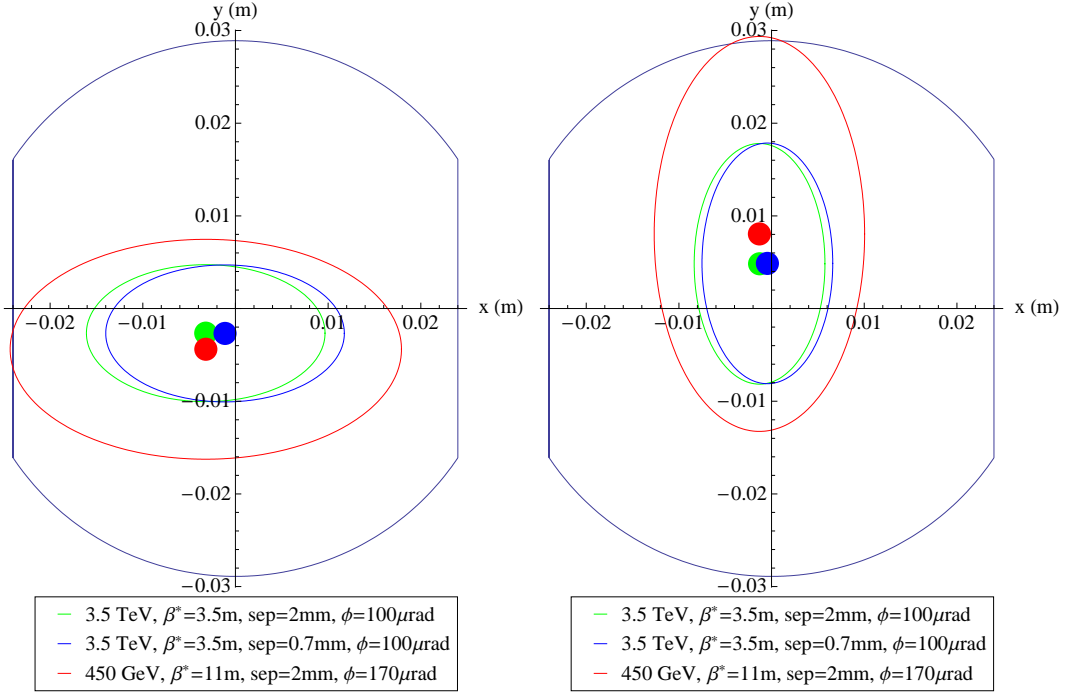 y (m)
0.03
0.02
0.01
x (m)
−0.02
−0.01
0.01
0.02
−0.01
−0.02
−0.03
3.5 TeV, β*=3.5m, sep=2mm, ϕ=100μrad
3.5 TeV, β*=3.5m, sep=0.7mm, ϕ=100μrad
450 GeV, β*=11m, sep=2mm, ϕ=170μrad
y (m)
0.03
0.02
0.01
x (m)
−0.02
−0.01
0.01
0.02
−0.01
−0.02
−0.03
3.5 TeV, β*=3.5m, sep=2mm, ϕ=100μrad
3.5 TeV, β*=3.5m, sep=0.7mm, ϕ=100μrad
450 GeV, β*=11m, sep=2mm, ϕ=170μrad